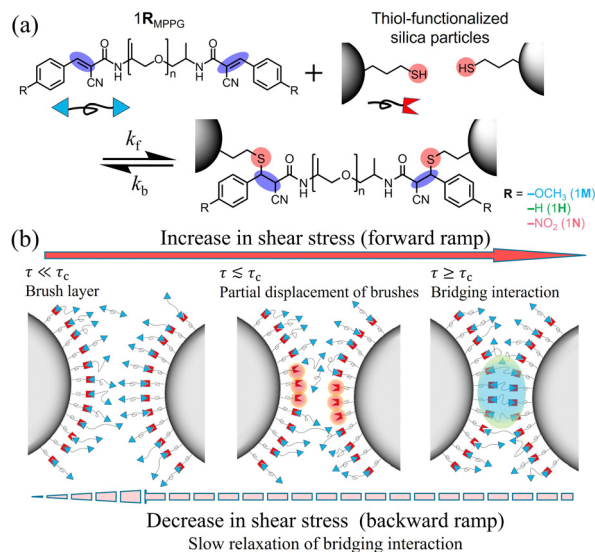 (a)
1R_MPPG
Thiol-functionalized
silica particles
R
CN
O
N
H
O
n
H
N
O
CN
R
+
SH
HS
k_f
k_b
S
O
N
H
CN
R
O
n
H
N
O
CN
S
R
R = –OCH₃ (1M)
–H (1H)
–NO₂ (1N)
(b)
Increase in shear stress (forward ramp)
τ ≪ τ_c
Brush layer
τ ≲ τ_c
Partial displacement of brushes
τ ≥ τ_c
Bridging interaction
Decrease in shear stress (backward ramp)
Slow relaxation of bridging interaction